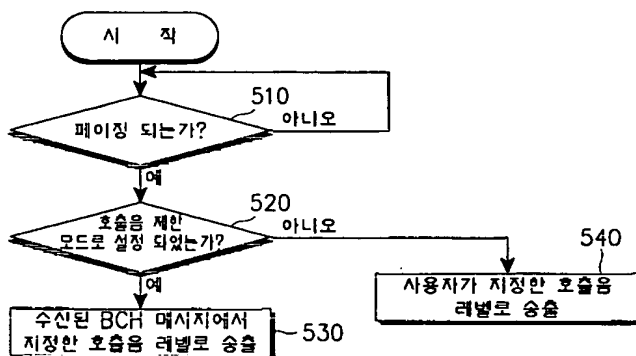 시 작
510
페이징 되는가?
아니오
예
520
호출음 제한
모드로 설정 되었는가?
아니오
예
540
사용자가 지정한 호출음
레벨로 송출
수신된 BCH 메시지에서
지정한 호출음 레벨로 송출
530